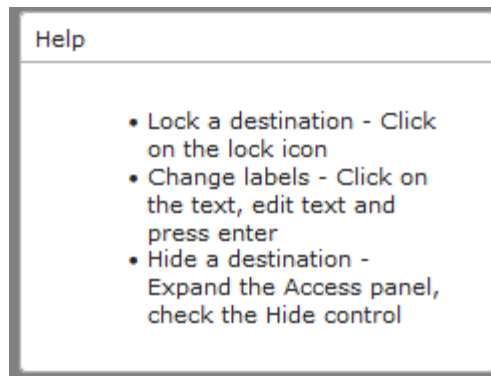 Help
• Lock a destination - Click
on the lock icon
• Change labels - Click on
the text, edit text and
press enter
• Hide a destination -
Expand the Access panel,
check the Hide control